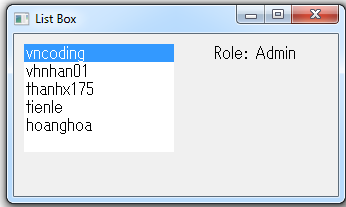 List Box
vncoding
vhnhan01
thanhx175
tienle
hoanghoa
Role: Admin